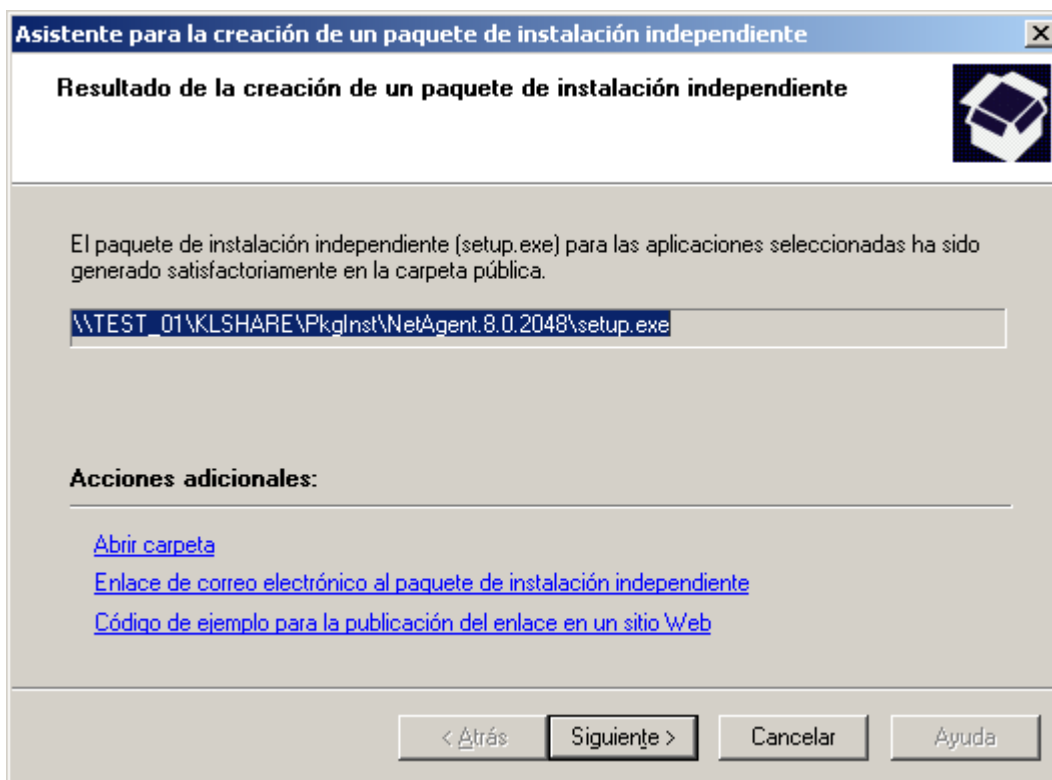 Asistente para la creación de un paquete de instalación independiente
Resultado de la creación de un paquete de instalación independiente
El paquete de instalación independiente (setup.exe) para las aplicaciones seleccionadas ha sido
generado satisfactoriamente en la carpeta pública.
\\TEST_01\KLSHARE\PkgInst\NetAgent.8.0.2048\setup.exe
Acciones adicionales:
Abrir carpeta
Enlace de correo electrónico al paquete de instalación independiente
Código de ejemplo para la publicación del enlace en un sitio Web
< Atrás Siguiente > Cancelar Ayuda